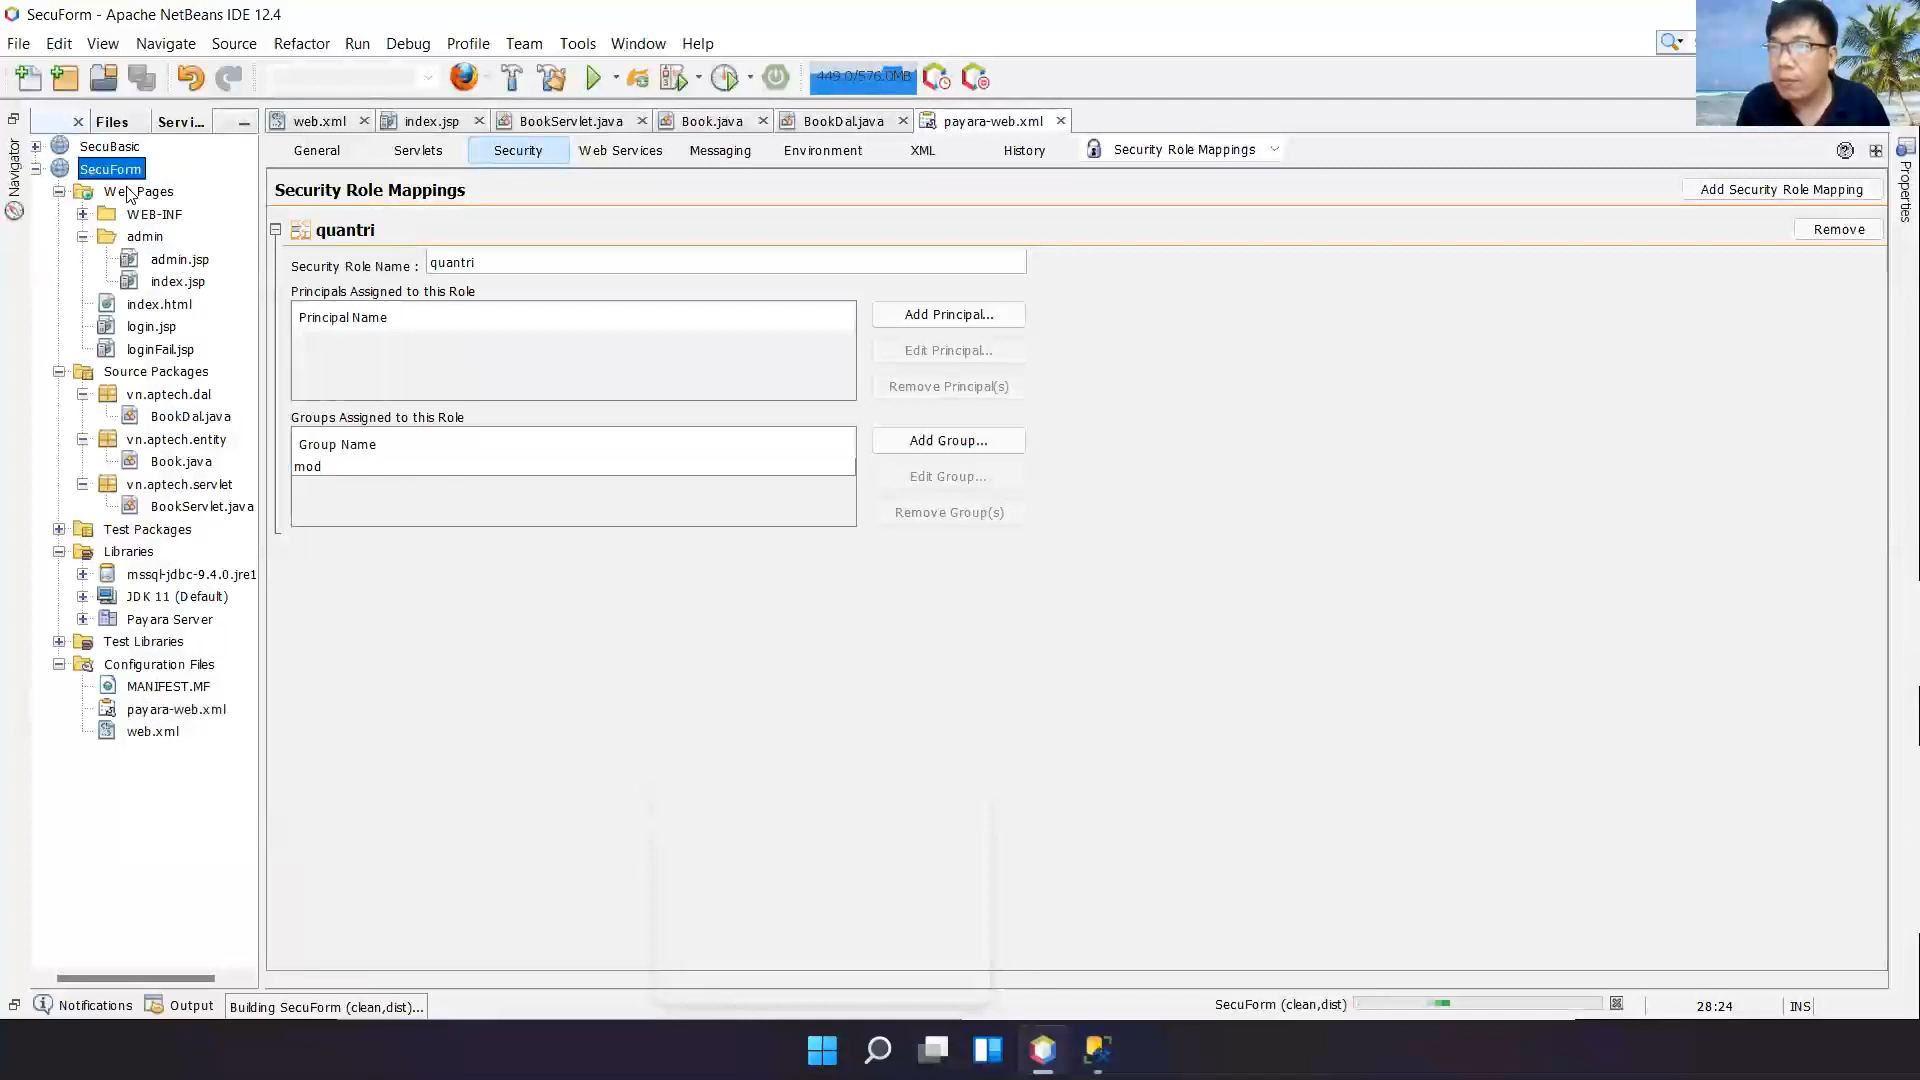 SecuForm - Apache NetBeans IDE 12.4
File Edit View Navigate Source Refactor Run Debug Profile Team Tools Window Help
449.0/576.0MB
Files Servi...
web.xml index.jsp BookServlet.java Book.java BookDal.java payara-web.xml
General Servlets Security Web Services Messaging Environment XML History Security Role Mappings
Navigator
Properties
SecuBasic
SecuForm
Web Pages
WEB-INF
admin
admin.jsp
index.jsp
index.html
login.jsp
loginFail.jsp
Source Packages
vn.aptech.dal
BookDal.java
vn.aptech.entity
Book.java
vn.aptech.servlet
BookServlet.java
Test Packages
Libraries
mssql-jdbc-9.4.0.jre1
JDK 11 (Default)
Payara Server
Test Libraries
Configuration Files
MANIFEST.MF
payara-web.xml
web.xml
Security Role Mappings
Add Security Role Mapping
quantri
Remove
Security Role Name : quantri
Principals Assigned to this Role
Principal Name
Add Principal...
Edit Principal...
Remove Principal(s)
Groups Assigned to this Role
Group Name
mod
Add Group...
Edit Group...
Remove Group(s)
Notifications Output Building SecuForm (clean,dist)... SecuForm (clean,dist) 28:24 INS